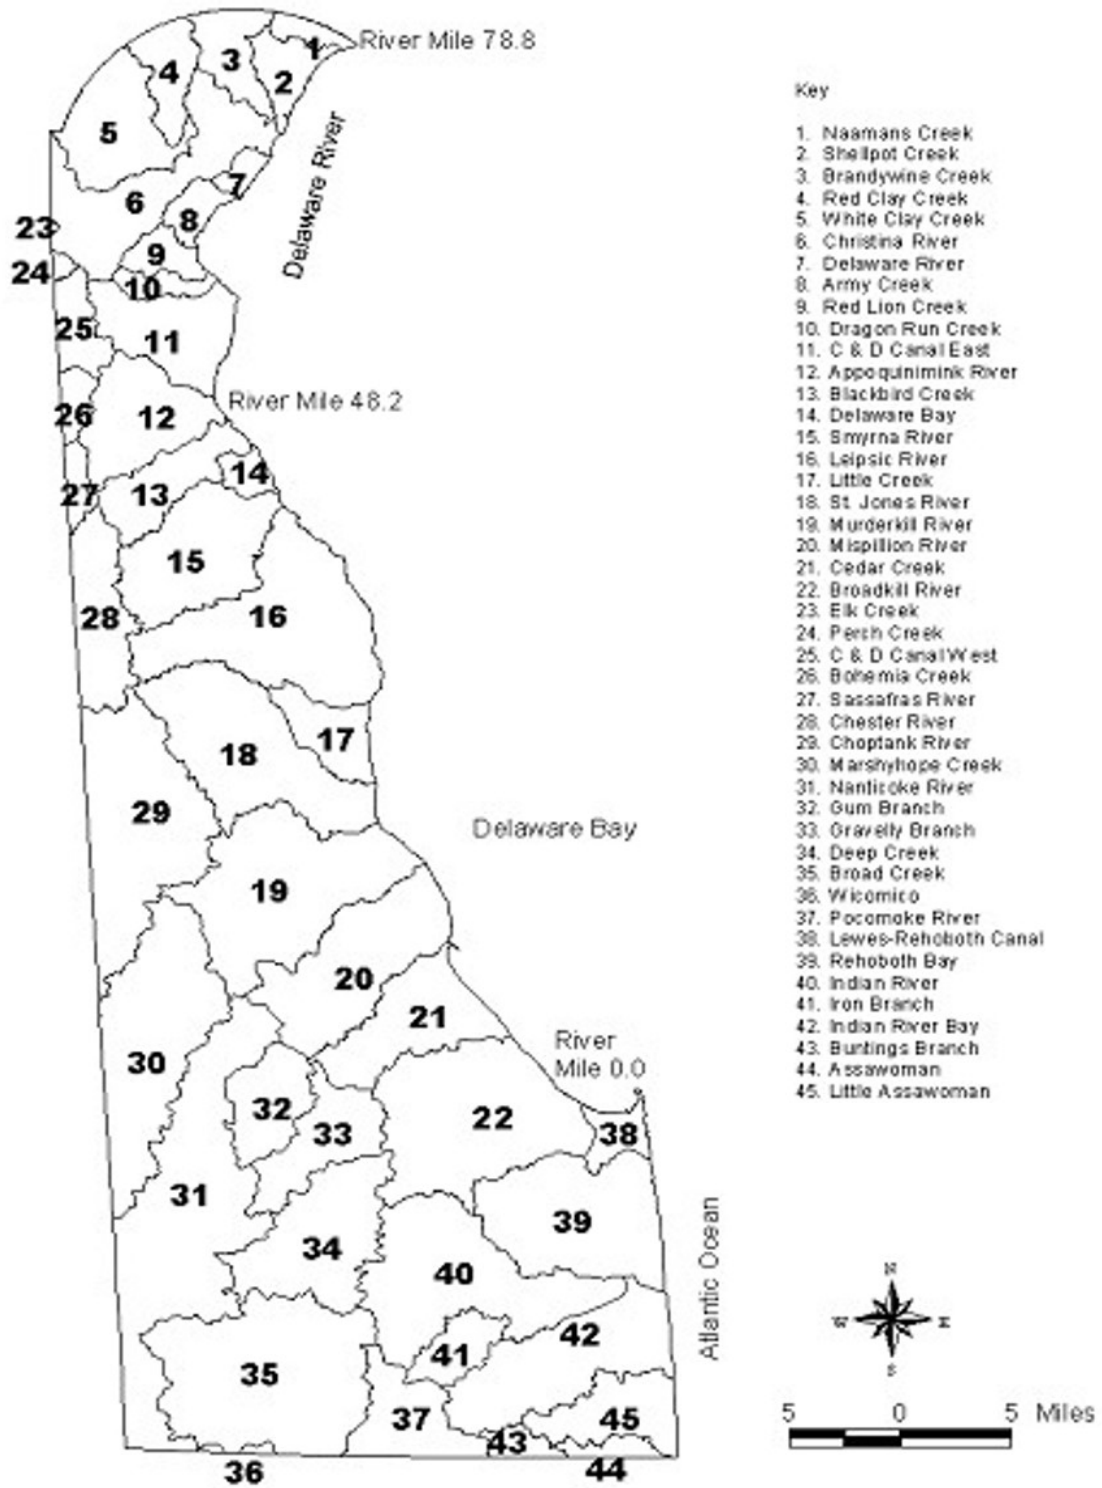 River Mile 78.8
1
3
4
2
5
Delaware River
7
6
8
23
9
24
10
25
11
River Mile 48.2
26
12
14
27
13
15
28
16
17
18
29
Delaware Bay
19
20
21
River
Mile 0.0
30
32
22
33
38
31
39
34
40
Atlantic Ocean
42
41
35
37
45
43
36
44
Key
1. Naamans Creek
2. Shellpot Creek
3. Brandywine Creek
4. Red Clay Creek
5. White Clay Creek
6. Christina River
7. Delaware River
8. Army Creek
9. Red Lion Creek
10. Dragon Run Creek
11. C & D Canal East
12. Appoquinimink River
13. Blackbird Creek
14. Delaware Bay
15. Smyrna River
16. Leipsic River
17. Little Creek
18. St. Jones River
19. Murderkill River
20. Mispillion River
21. Cedar Creek
22. Broadkill River
23. Elk Creek
24. Perch Creek
25. C & D Canal West
26. Bohemia Creek
27. Sassafras River
28. Chester River
29. Choptank River
30. Marshyhope Creek
31. Nanticoke River
32. Gum Branch
33. Gravelly Branch
34. Deep Creek
35. Broad Creek
36. Wicomico
37. Pocomoke River
38. Lewes-Rehoboth Canal
39. Rehoboth Bay
40. Indian River
41. Iron Branch
42. Indian River Bay
43. Buntings Branch
44. Assawoman
45. Little Assawoman
N
W E
S
5 0 5 Miles